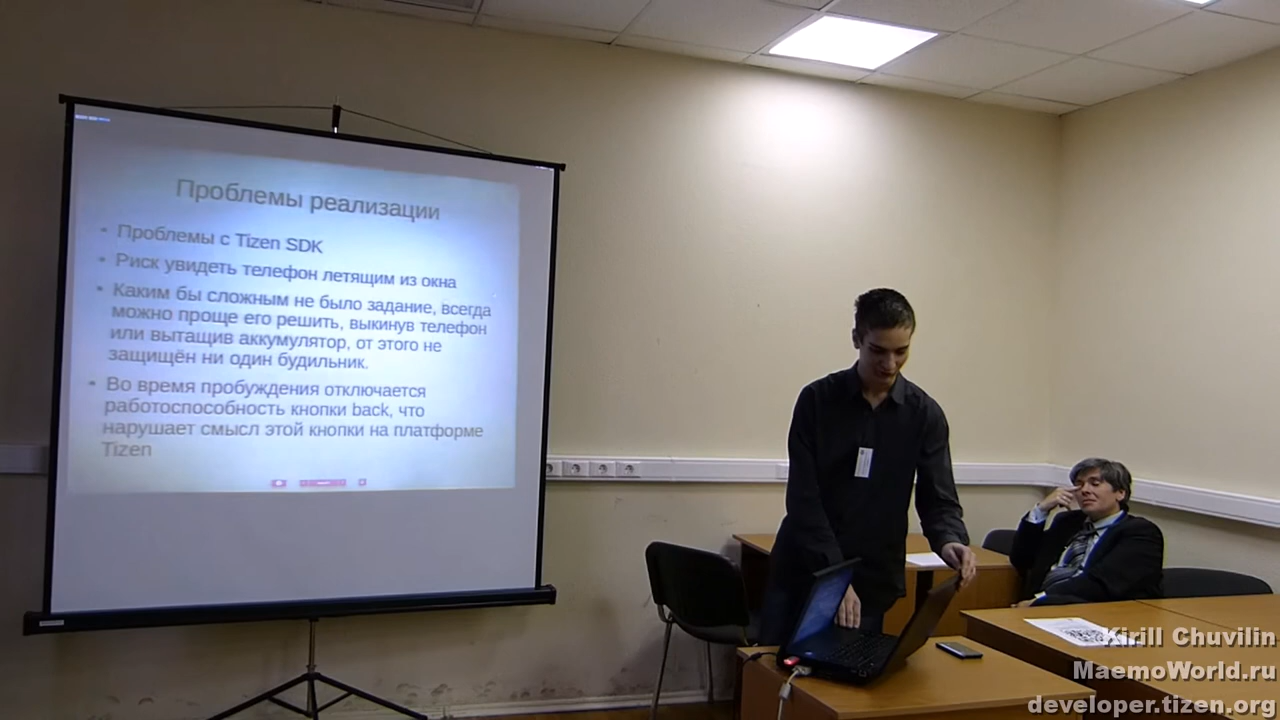 Проблемы реализации
• Проблемы с Tizen SDK
• Риск увидеть телефон летящим из окна
• Каким бы сложным не было задание, всегда
можно проще его решить, выкинув телефон
или вытащив аккумулятор, от этого не
защищён ни один будильник.
• Во время пробуждения отключается
работоспособность кнопки back, что
нарушает смысл этой кнопки на платформе
Tizen
Kirill Chuvilin
MaemoWorld.ru
developer.tizen.org